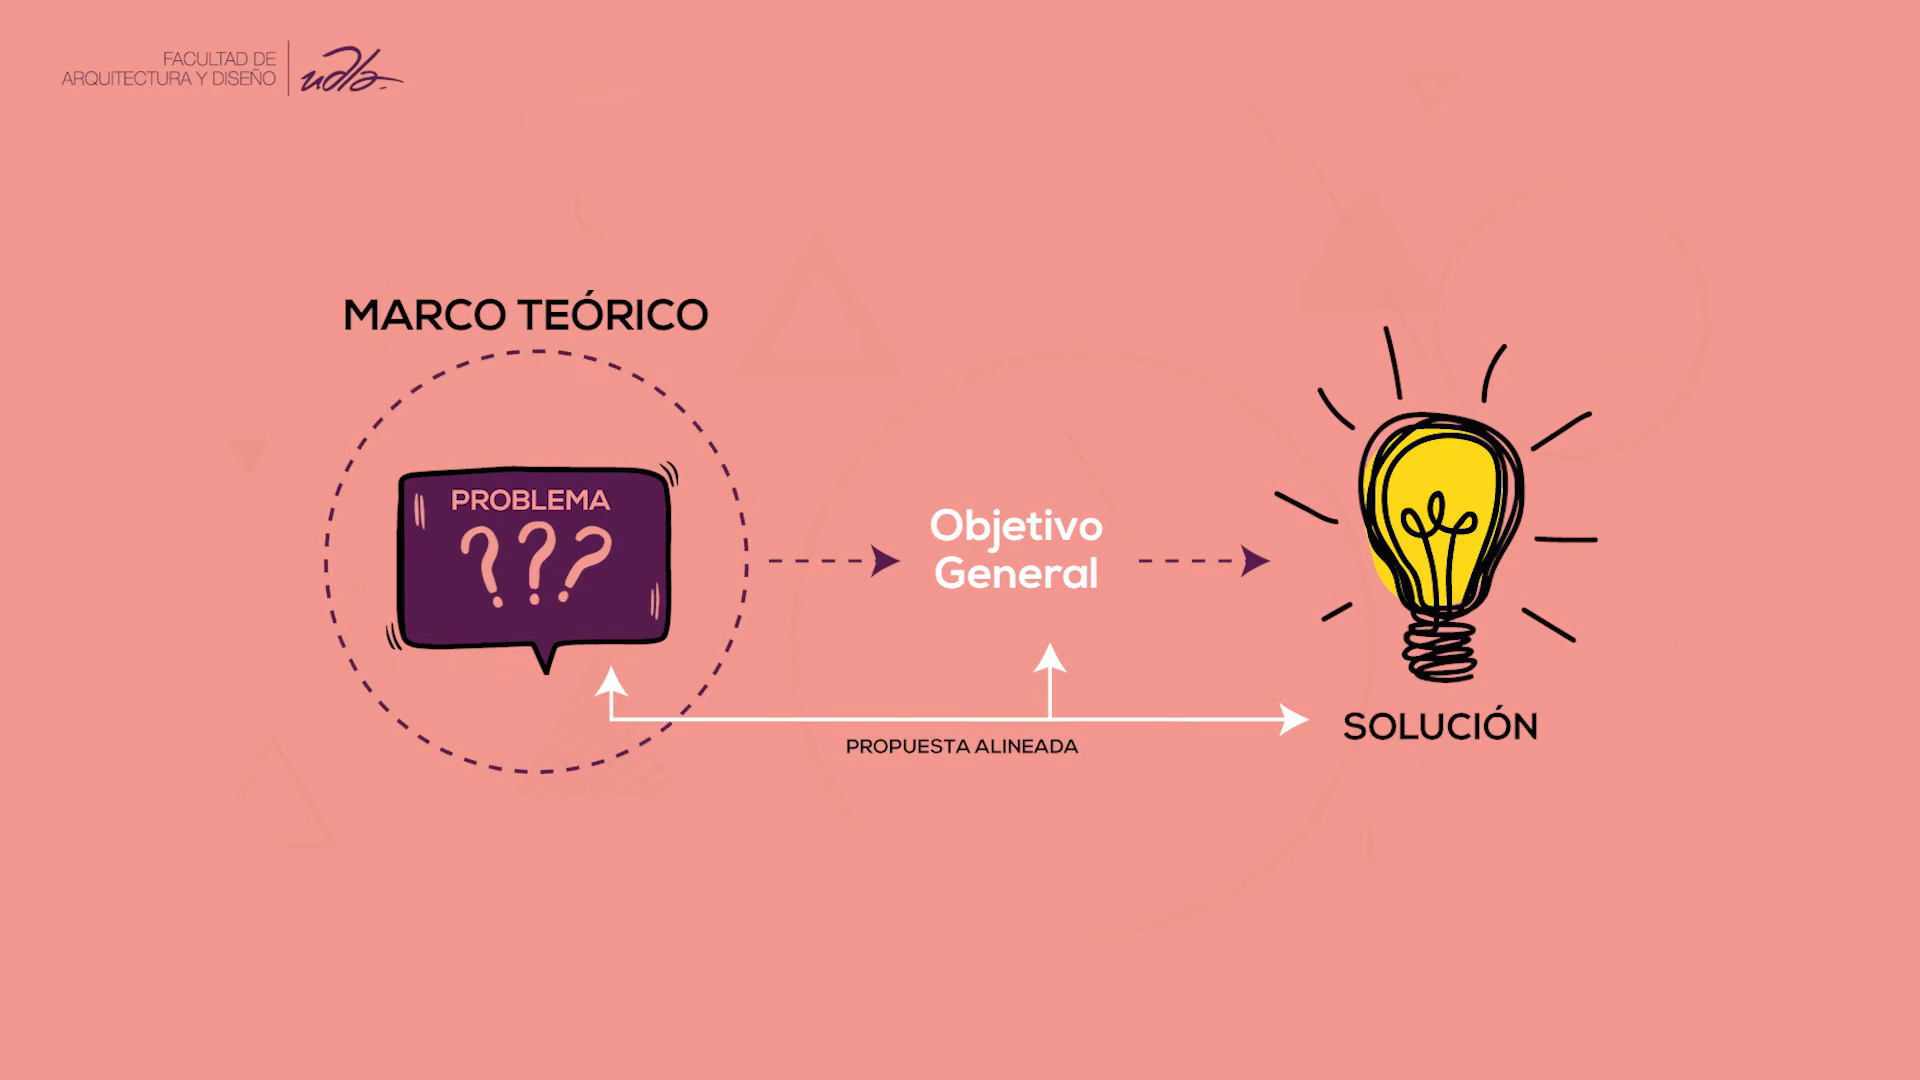 FACULTAD DE
ARQUITECTURA Y DISEÑO
udla
MARCO TEÓRICO
PROBLEMA
???
Objetivo
General
PROPUESTA ALINEADA
SOLUCIÓN